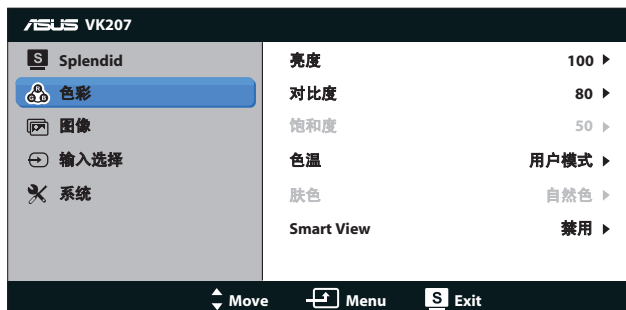 ASUS VK207
S Splendid
色彩
图像
输入选择
系统
亮度 100
对比度 80
饱和度 50
色温 用户模式
肤色 自然色
Smart View 禁用
Move Menu S Exit